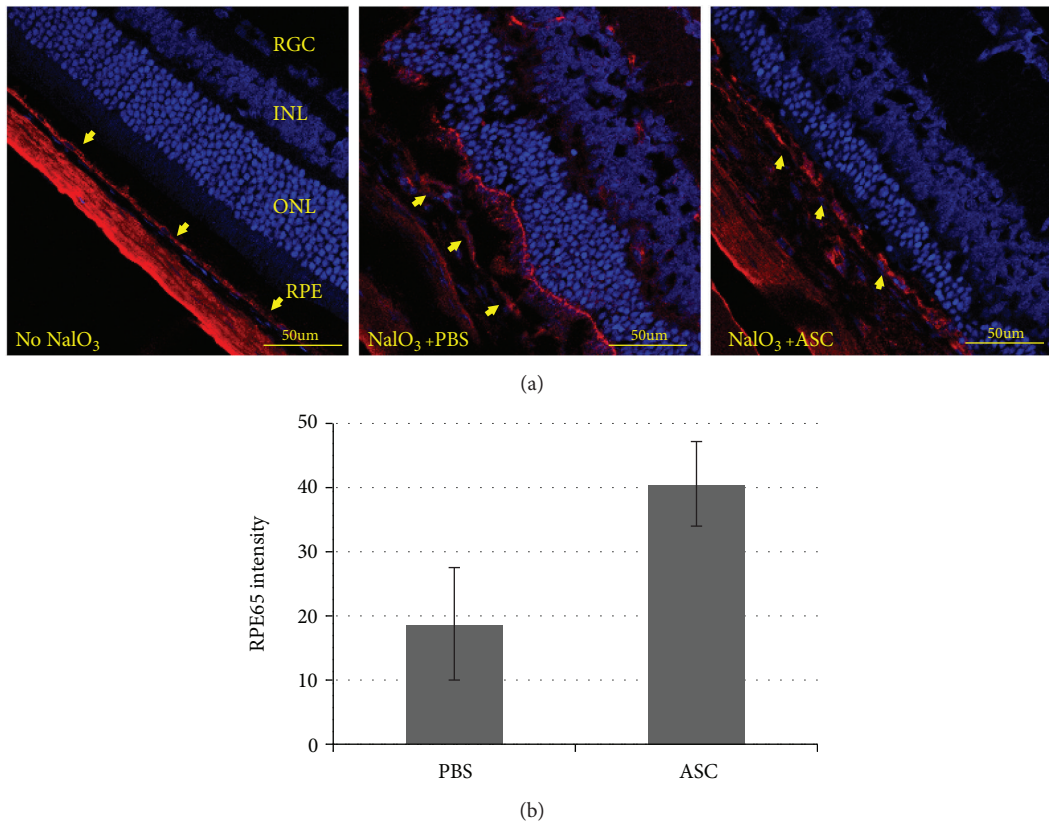 RGC
INL
ONL
RPE
No NaIO₃
50um
NaIO₃ +PBS
50um
NaIO₃ +ASC
50um
(a)
50
40
30
20
10
0
RPE65 intensity
PBS
ASC
(b)